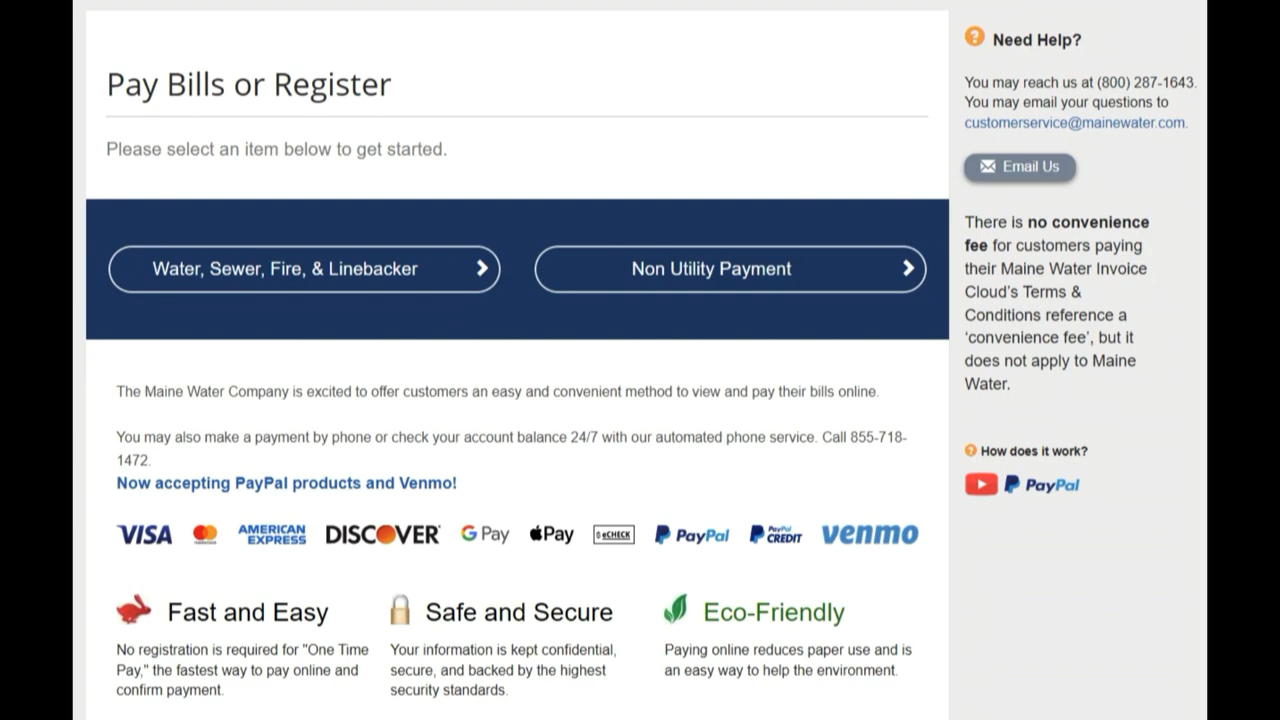 Pay Bills or Register
Please select an item below to get started.
Water, Sewer, Fire, & Linebacker
Non Utility Payment
The Maine Water Company is excited to offer customers an easy and convenient method to view and pay their bills online.
You may also make a payment by phone or check your account balance 24/7 with our automated phone service. Call 855-718-
1472.
Now accepting PayPal products and Venmo!
VISA mastercard AMERICAN EXPRESS DISCOVER G Pay Pay eCHECK PayPal PayPal CREDIT venmo
Fast and Easy
No registration is required for "One Time
Pay," the fastest way to pay online and
confirm payment.
Safe and Secure
Your information is kept confidential,
secure, and backed by the highest
security standards.
Eco-Friendly
Paying online reduces paper use and is
an easy way to help the environment.
Need Help?
You may reach us at (800) 287-1643.
You may email your questions to
customerservice@mainewater.com.
Email Us
There is no convenience
fee for customers paying
their Maine Water Invoice
Cloud's Terms &
Conditions reference a
‘convenience fee’, but it
does not apply to Maine
Water.
How does it work?
PayPal